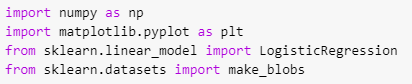 import numpy as np
import matplotlib.pyplot as plt
from sklearn.linear_model import LogisticRegression
from sklearn.datasets import make_blobs